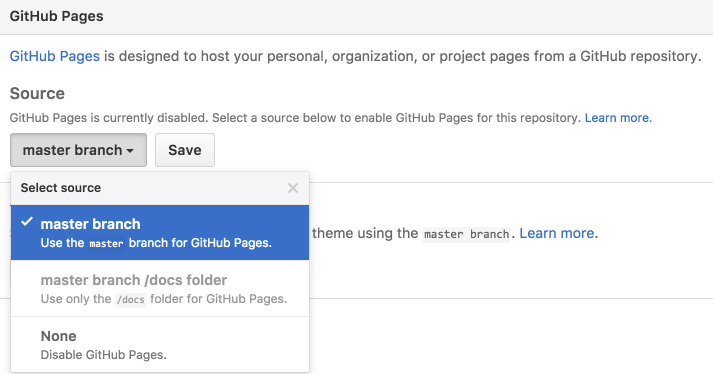 GitHub Pages
GitHub Pages is designed to host your personal, organization, or project pages from a GitHub repository.
Source
GitHub Pages is currently disabled. Select a source below to enable GitHub Pages for this repository. Learn more.
master branch Save
Select source
master branch
Use the master branch for GitHub Pages.
theme using the master branch. Learn more.
master branch /docs folder
Use only the /docs folder for GitHub Pages.
None
Disable GitHub Pages.